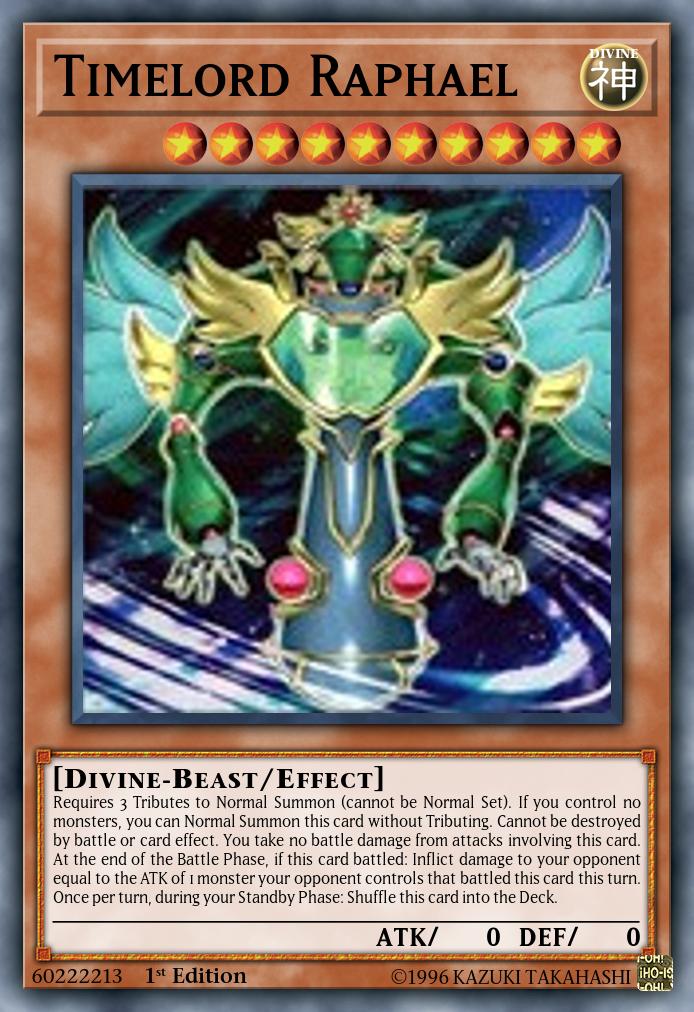 Timelord Raphael
DIVINE
神
[Divine-Beast/Effect]
Requires 3 Tributes to Normal Summon (cannot be Normal Set). If you control no
monsters, you can Normal Summon this card without Tributing. Cannot be destroyed
by battle or card effect. You take no battle damage from attacks involving this card.
At the end of the Battle Phase, if this card battled: Inflict damage to your opponent
equal to the ATK of 1 monster your opponent controls that battled this card this turn.
Once per turn, during your Standby Phase: Shuffle this card into the Deck.
ATK/ 0 DEF/ 0
60222213 1st Edition ©1996 KAZUKI TAKAHASHI